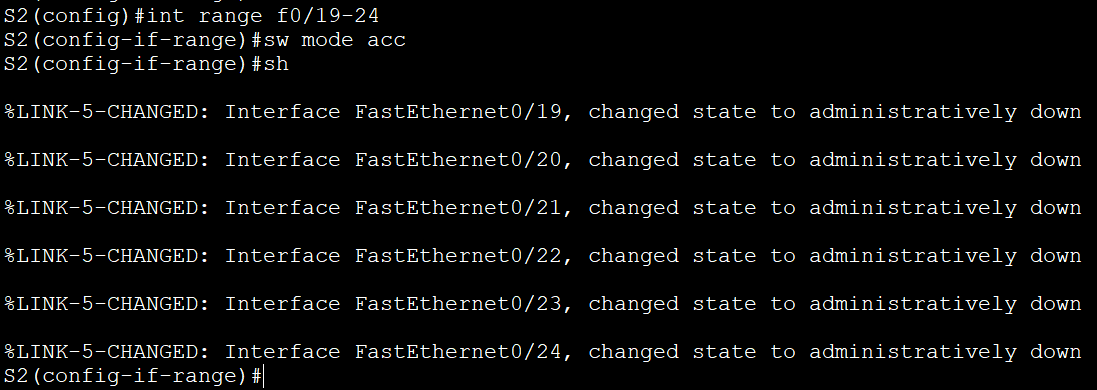 S2(config)#int range f0/19-24
S2(config-if-range)#sw mode acc
S2(config-if-range)#sh
%LINK-5-CHANGED: Interface FastEthernet0/19, changed state to administratively down
%LINK-5-CHANGED: Interface FastEthernet0/20, changed state to administratively down
%LINK-5-CHANGED: Interface FastEthernet0/21, changed state to administratively down
%LINK-5-CHANGED: Interface FastEthernet0/22, changed state to administratively down
%LINK-5-CHANGED: Interface FastEthernet0/23, changed state to administratively down
%LINK-5-CHANGED: Interface FastEthernet0/24, changed state to administratively down
S2(config-if-range)#